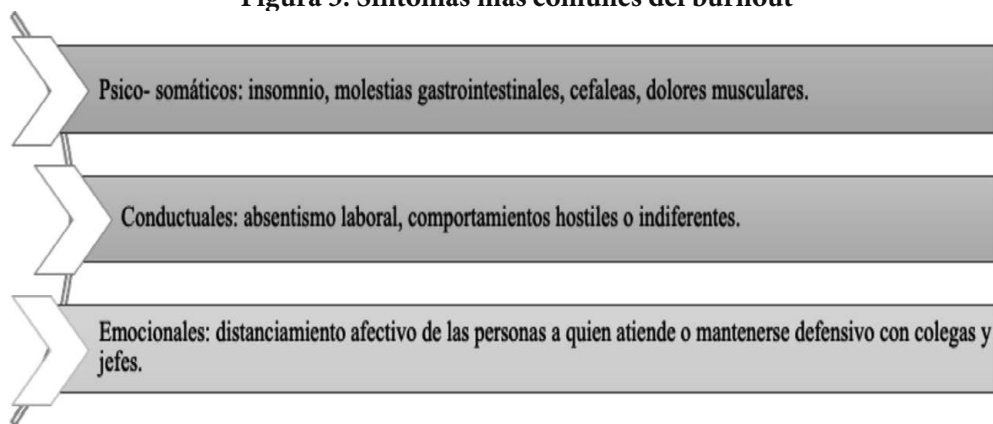 Figura 3. Síntomas más comunes del burnout
Psico- somáticos: insomnio, molestias gastrointestinales, cefaleas, dolores musculares.
Conductuales: absentismo laboral, comportamientos hostiles o indiferentes.
Emocionales: distanciamiento afectivo de las personas a quien atiende o mantenerse defensivo con colegas y
jefes.